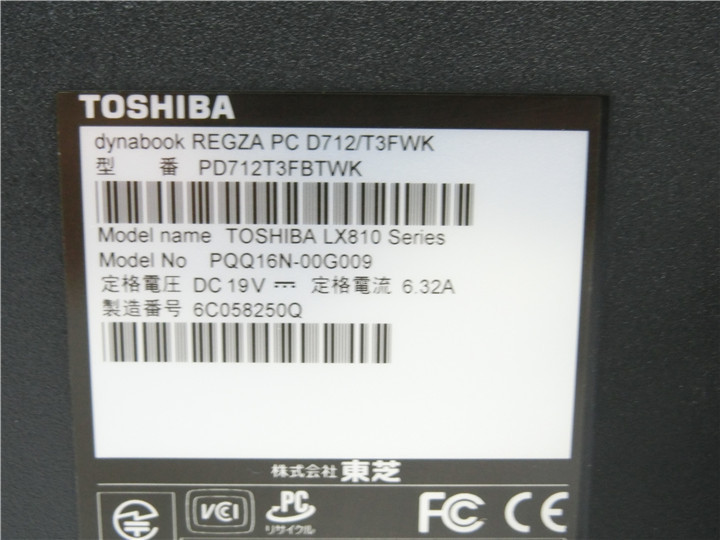 TOSHIBA
dynabook REGZA PC D712/T3FWK
型 番 PD712T3FBTWK
Model name TOSHIBA LX810 Series
Model No PQQ16N-00G009
定格電圧 DC 19V ⎓ 定格電流 6.32A
製造番号 6C058250Q
株式会社 東芝
VCCI PC FC CE
リサイクル